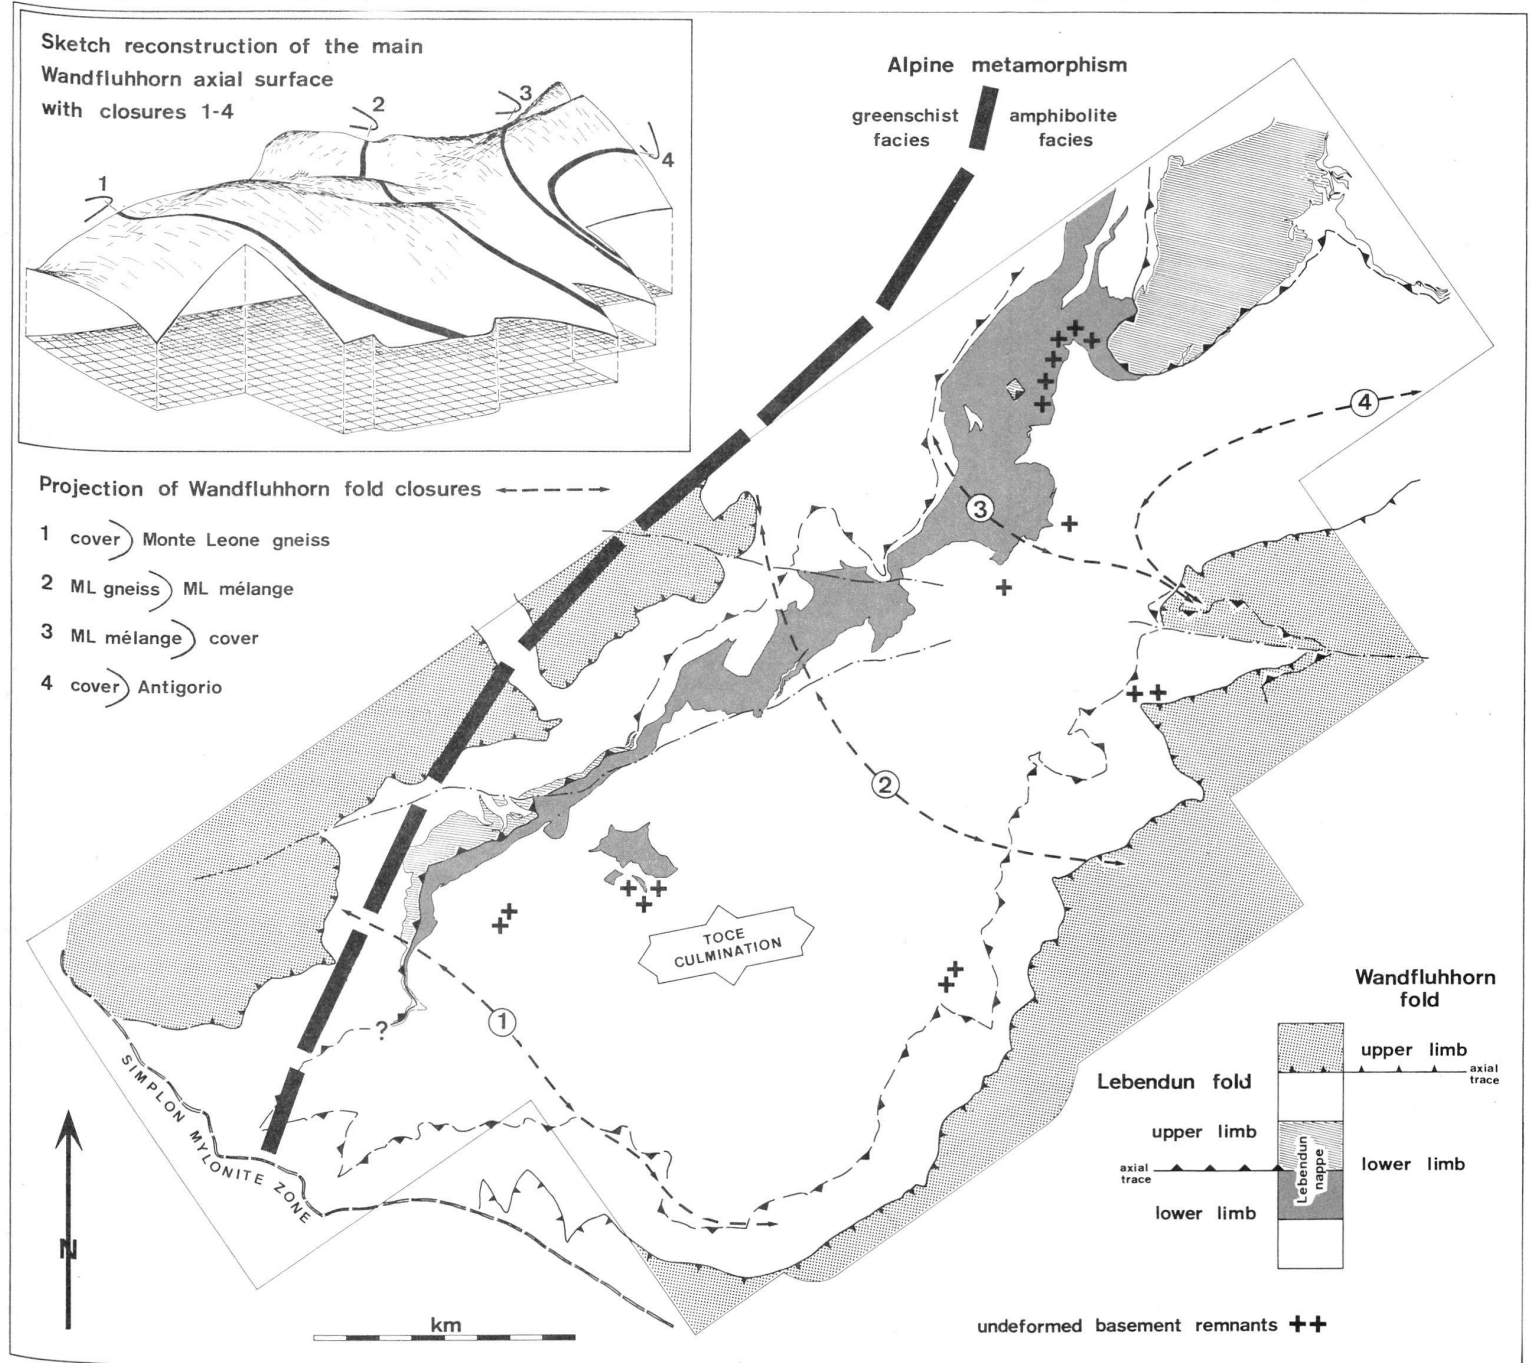 Sketch reconstruction of the main
Wandfluhhorn axial surface
with closures 1-4
1
2
3
4
Alpine metamorphism
greenschist
facies
amphibolite
facies
Projection of Wandfluhhorn fold closures
1 cover) Monte Leone gneiss
2 ML gneiss) ML mélange
3 ML mélange) cover
4 cover) Antigorio
4
3
2
1
TOCE
CULMINATION
?
SIMPLON MYLONITE ZONE
N
km
Wandfluhhorn
fold
upper limb
axial
trace
Lebendun fold
upper limb
axial
trace
lower limb
Lebendun
nappe
lower limb
undeformed basement remnants ++